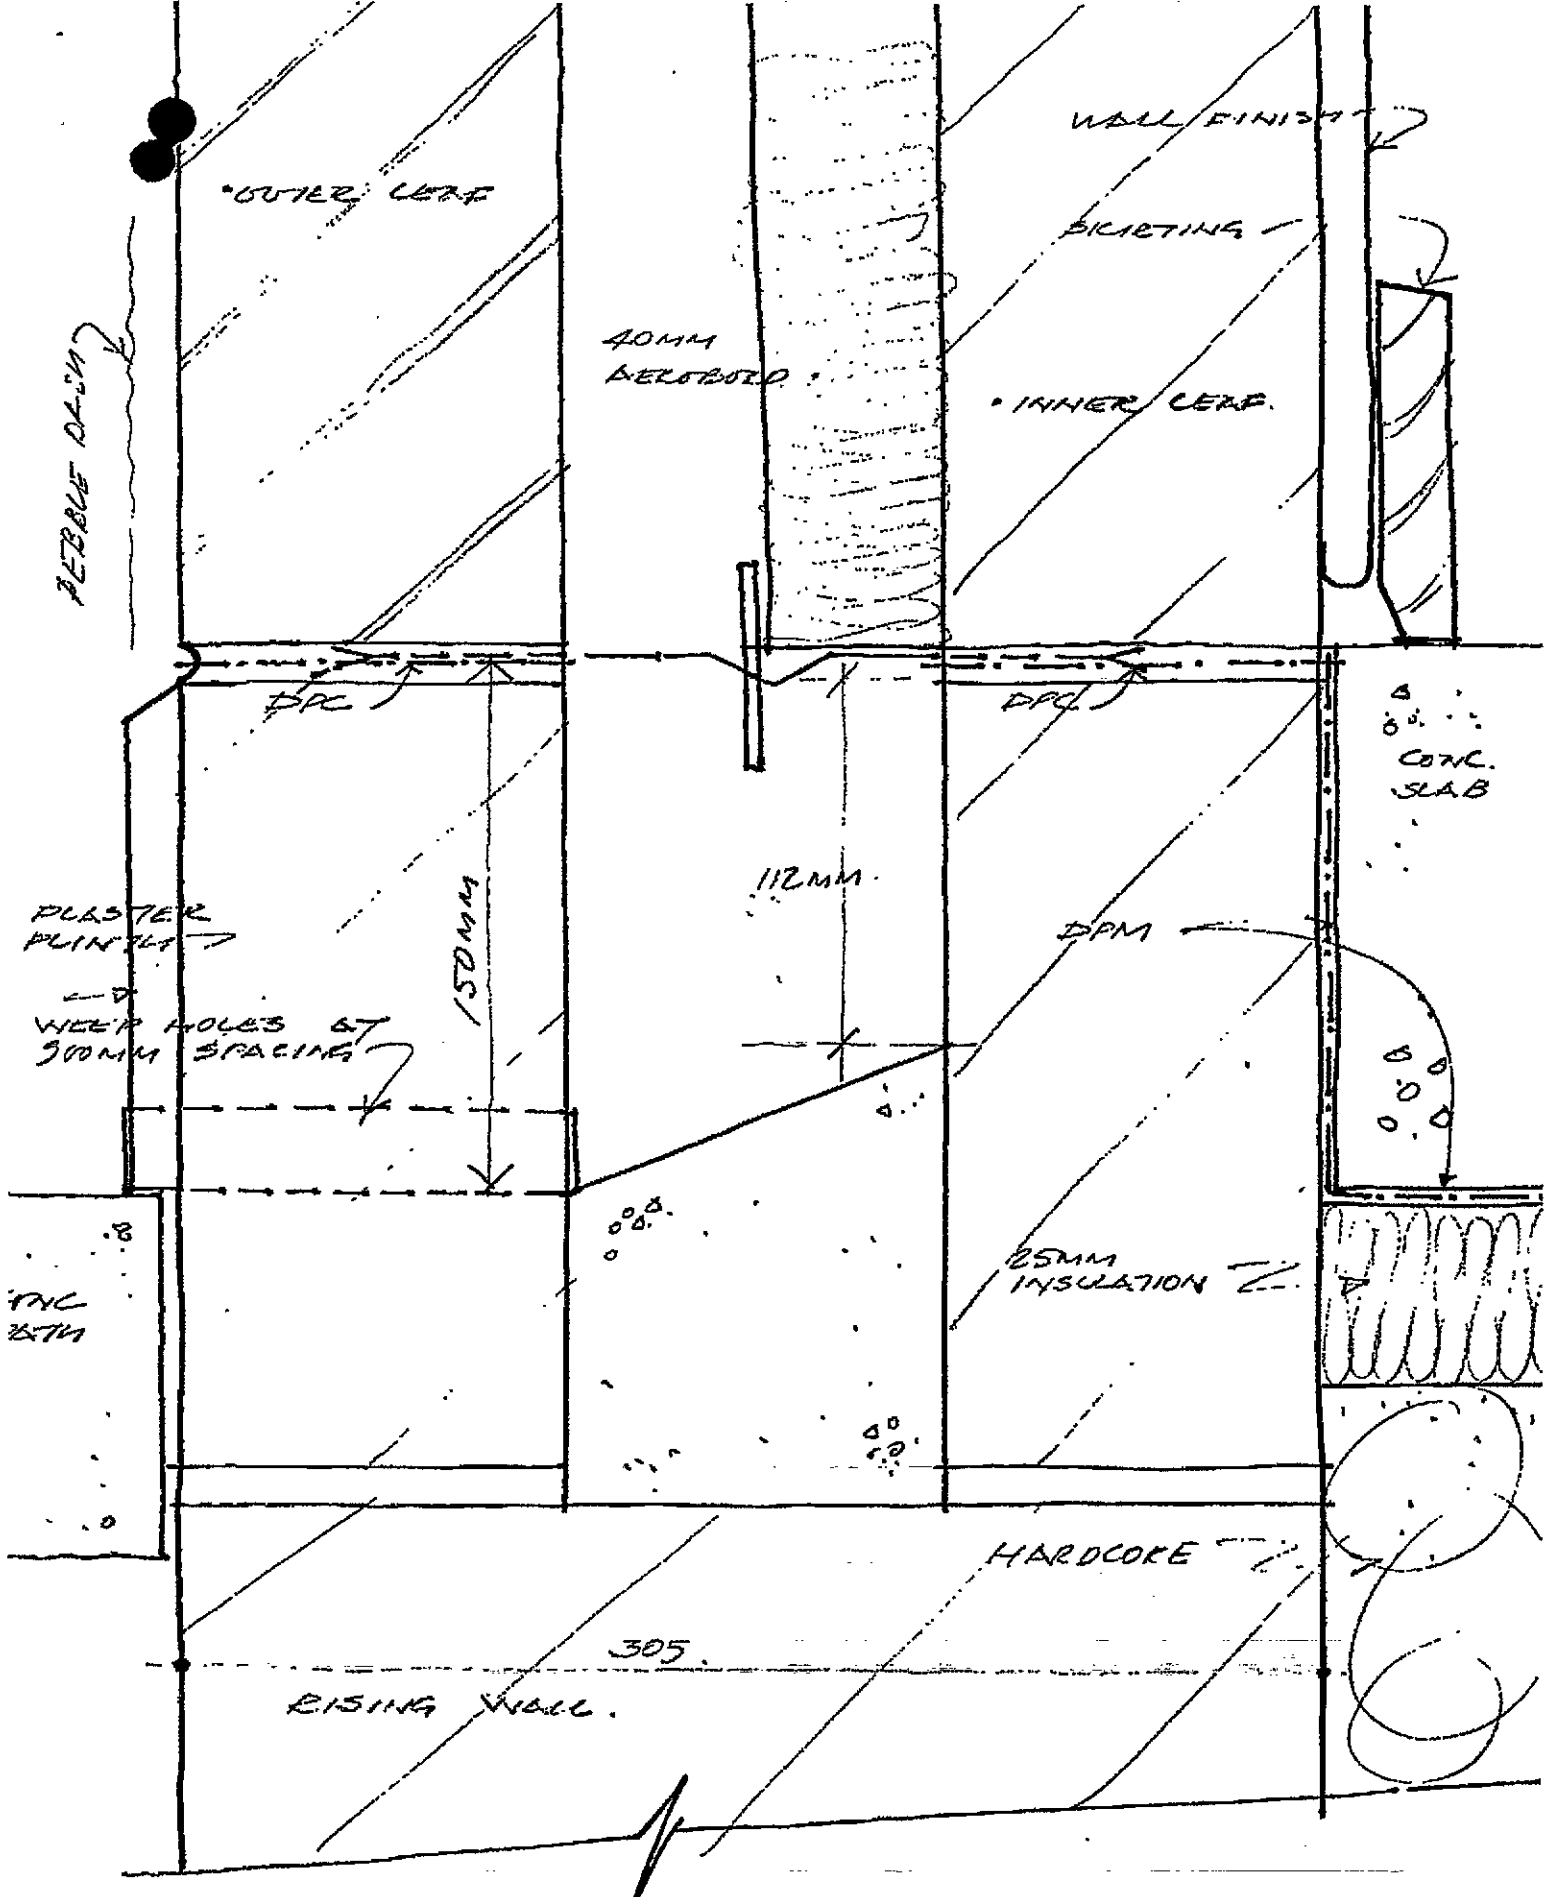 WALL FINISH
• OUTER LEAF
SKIRTING
40MM
AEROBORD •
• INNER LEAF.
PEBBLE DASH
DPC
DPC
CONC.
SLAB
112MM.
PLASTER
PLINTH
150MM
DPM
WEEP HOLES AT
900MM SPACING
25MM
INSULATION
HARDCORE
305.
RISING WALL.